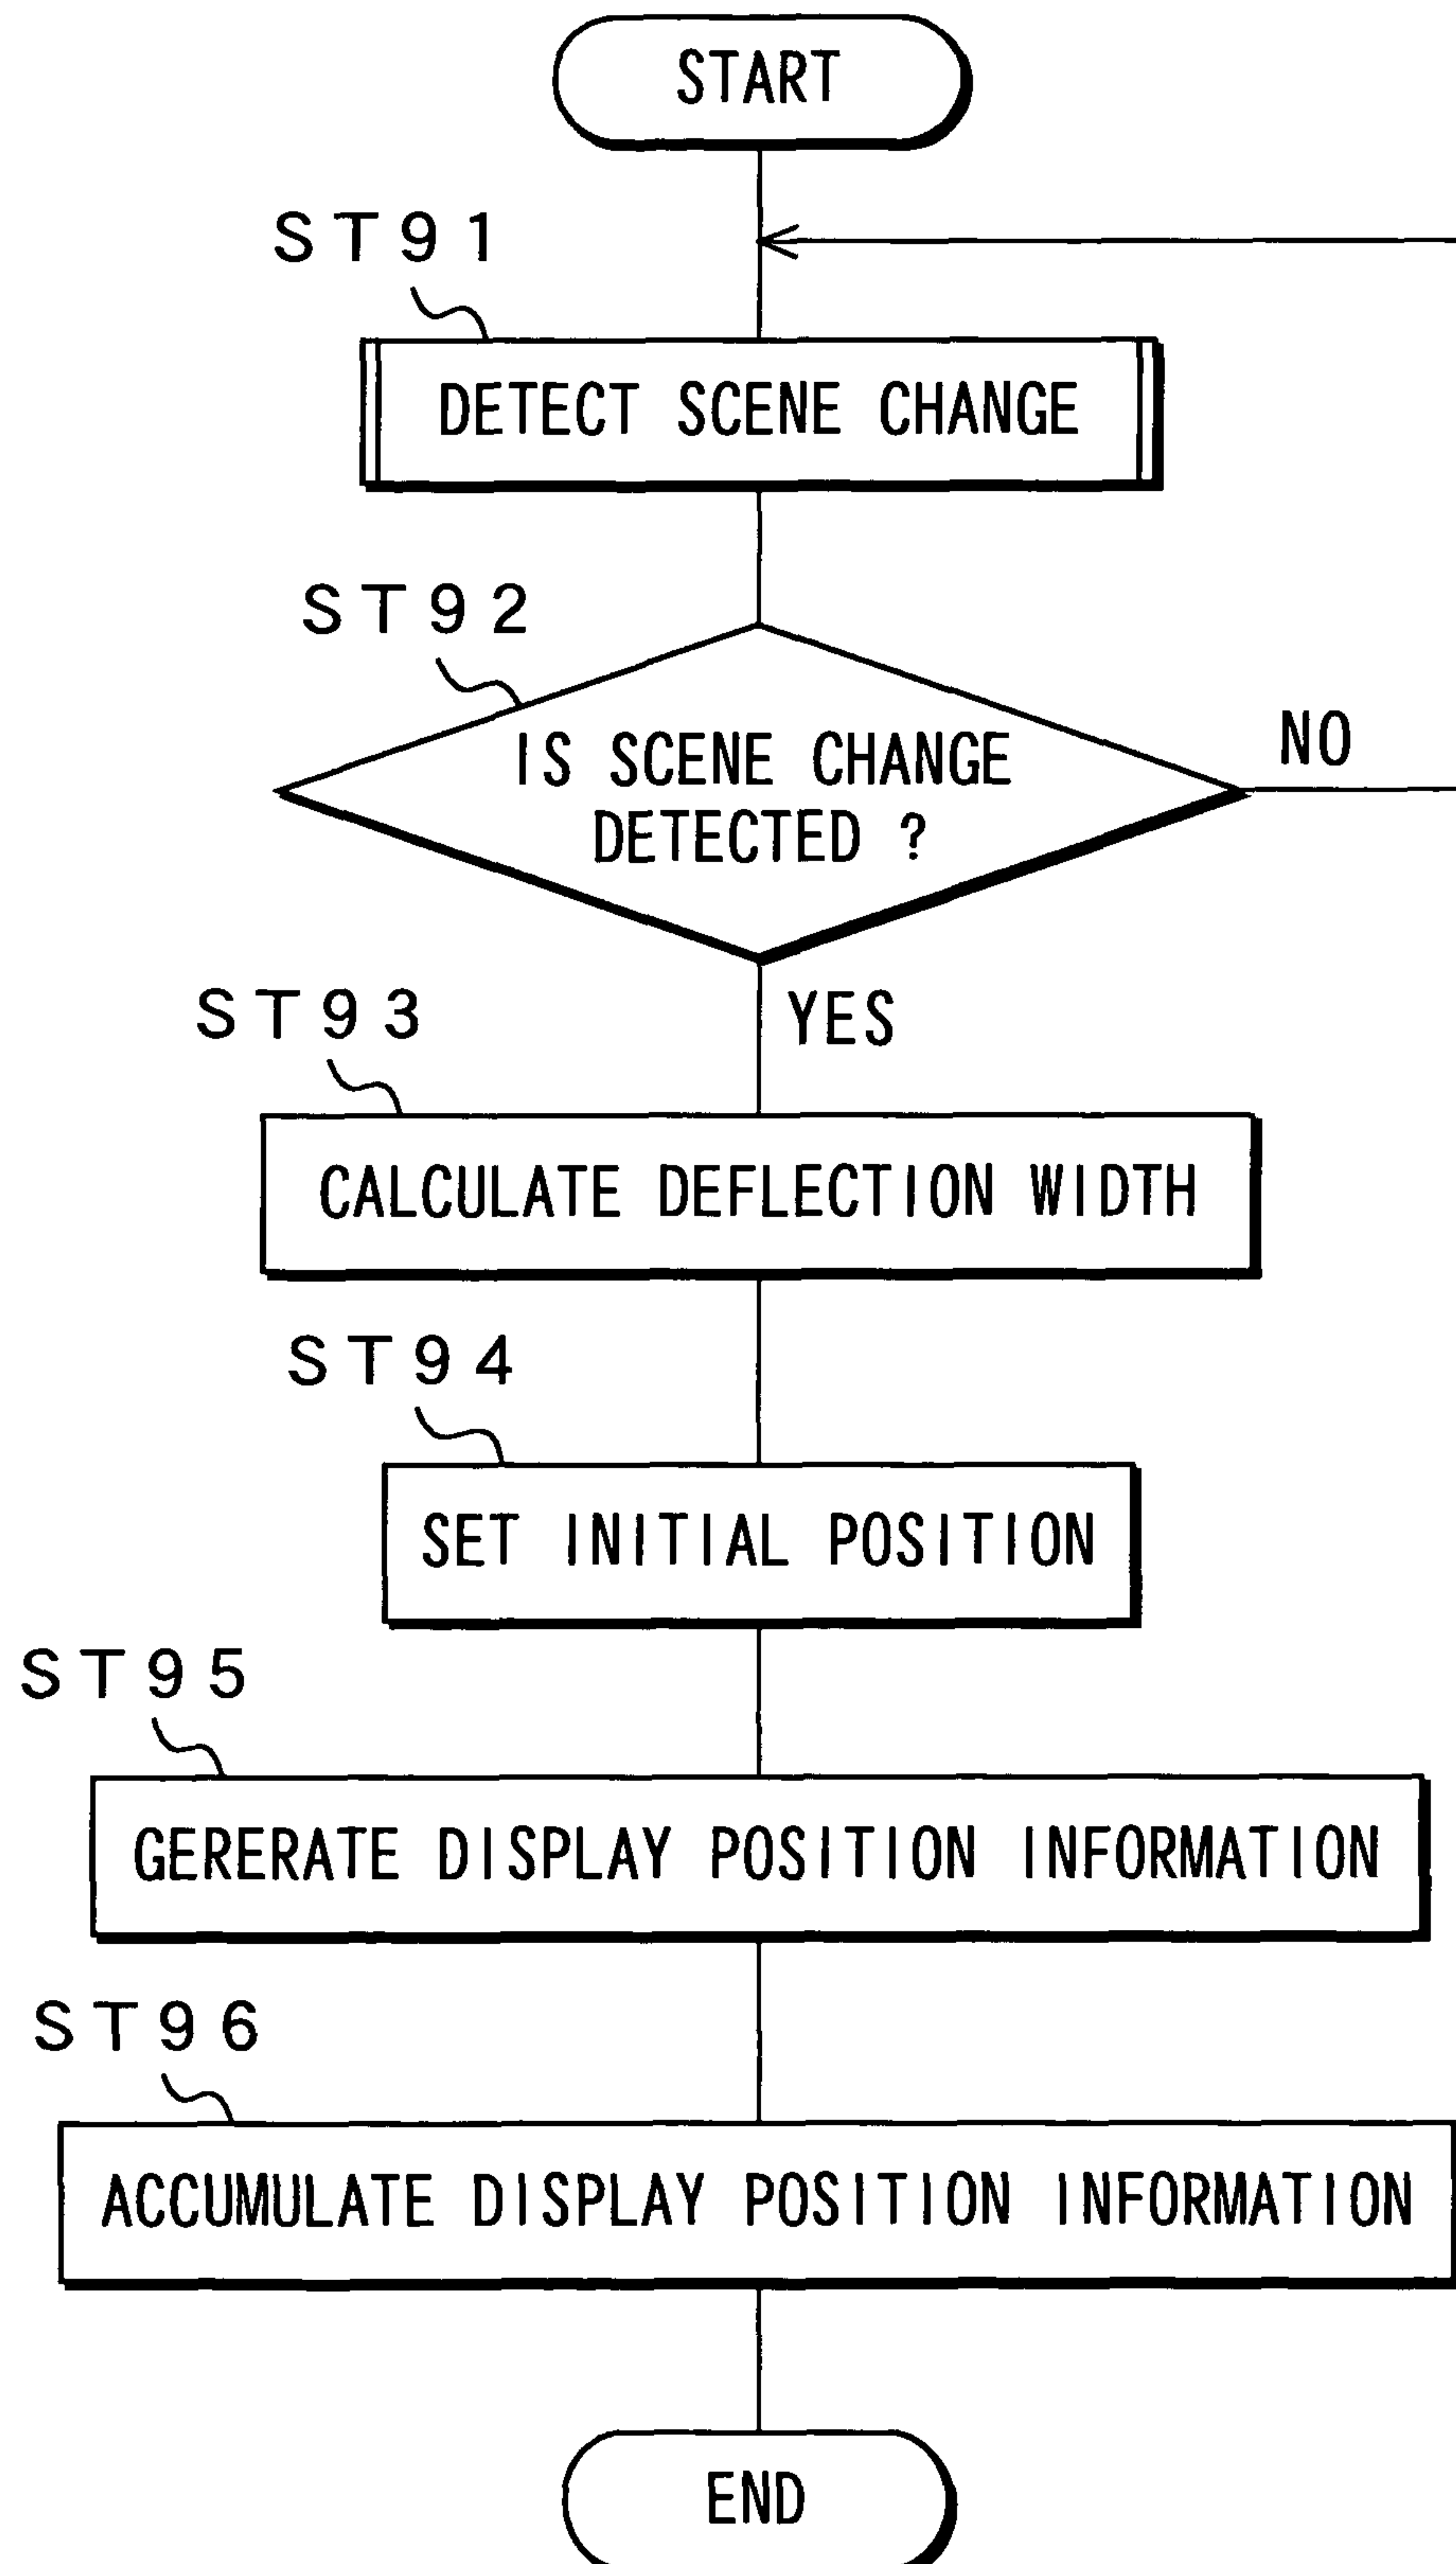 START
ST91
DETECT SCENE CHANGE
ST92
IS SCENE CHANGE
DETECTED ?
NO
YES
ST93
CALCULATE DEFLECTION WIDTH
ST94
SET INITIAL POSITION
ST95
GERERATE DISPLAY POSITION INFORMATION
ST96
ACCUMULATE DISPLAY POSITION INFORMATION
END